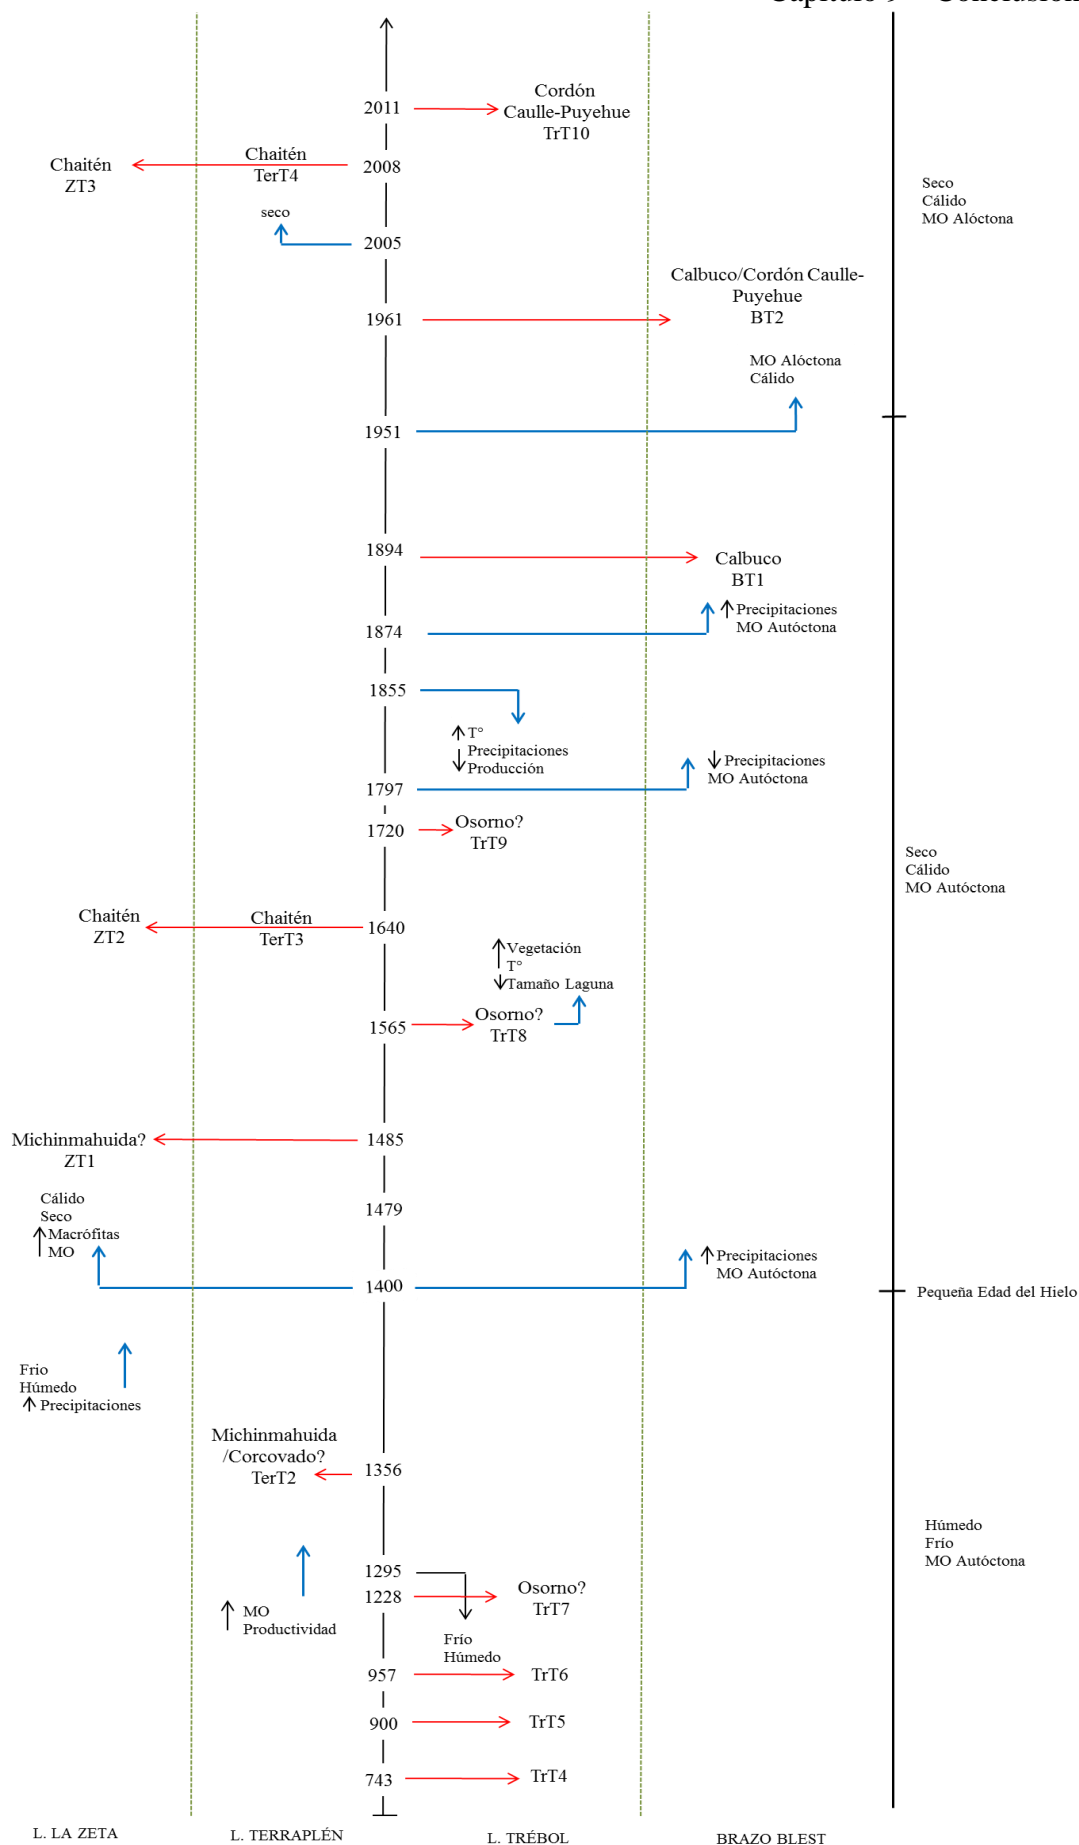 Capítulo 9 – Conclusión
2011
Cordón
Caulle-Puyehue
TrT10
Chaitén
ZT3
Chaitén
TerT4
2008
Seco
Cálido
MO Alóctona
seco
2005
Calbuco/Cordón Caulle-
Puyehue
BT2
1961
MO Alóctona
Cálido
1951
1894
Calbuco
BT1
1874
Precipitaciones
MO Autóctona
1855
T°
Precipitaciones
Producción
1797
Precipitaciones
MO Autóctona
1720
Osorno?
TrT9
Seco
Cálido
MO Autóctona
Chaitén
ZT2
Chaitén
TerT3
1640
Vegetación
T°
Tamaño Laguna
1565
Osorno?
TrT8
Michinmahuida?
ZT1
1485
Cálido
Seco
Macrófitas
MO
1479
1400
Precipitaciones
MO Autóctona
Pequeña Edad del Hielo
Frio
Húmedo
Precipitaciones
Michinmahuida
/Corcovado?
TerT2
1356
Húmedo
Frío
MO Autóctona
1295
1228
Osorno?
TrT7
MO
Productividad
Frío
Húmedo
957
TrT6
900
TrT5
743
TrT4
L. LA ZETA
L. TERRAPLÉN
L. TRÉBOL
BRAZO BLEST